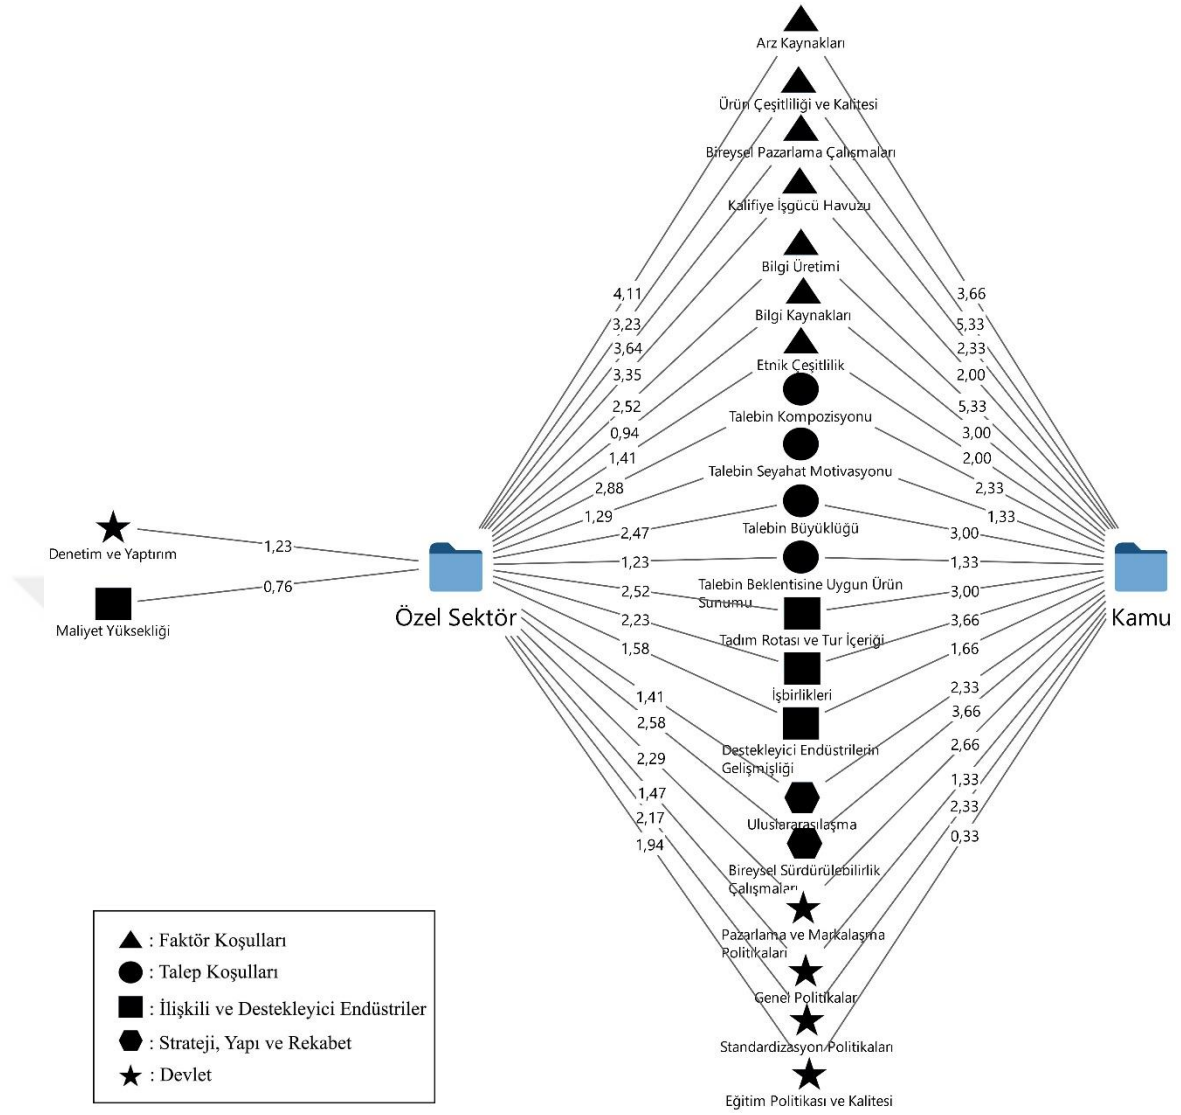 Arz Kaynakları
Ürün Çeşitliliği ve Kalitesi
Bireysel Pazarlama Çalışmaları
Kalifiye İşgücü Havuzu
Bilgi Üretimi
4,11
3,66
Bilgi Kaynakları
3,23
5,33
3,64
2,33
Etnik Çeşitlilik
3,35
2,00
2,52
5,33
Talebin Kompozisyonu
0,94
3,00
1,41
2,00
Talebin Seyahat Motivasyonu
2,88
2,33
1,29
1,33
Talebin Büyüklüğü
2,47
3,00
Denetim ve Yaptırım
1,23
1,23
1,33
Talebin Beklentisine Uygun Ürün
Sunumu
0,76
2,52
3,00
Maliyet Yüksekliği
Özel Sektör
Kamu
2,23
3,66
Tadım Rotası ve Tur İçeriği
1,58
1,66
İşbirlikleri
1,41
2,33
2,58
3,66
Destekleyici Endüstrilerin
Gelişmişliği
2,29
2,66
1,47
1,33
2,17
2,33
Uluslararasılaşma
1,94
0,33
Bireysel Sürdürülebilirlik
Çalışmaları
Pazarlama ve Markalaşma
Politikaları
Genel Politikalar
Standardizasyon Politikaları
Eğitim Politikası ve Kalitesi
: Faktör Koşulları
: Talep Koşulları
: İlişkili ve Destekleyici Endüstriler
: Strateji, Yapı ve Rekabet
: Devlet